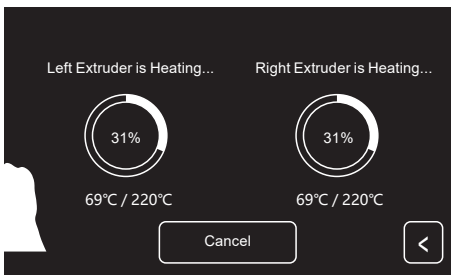 Left Extruder is Heating...
Right Extruder is Heating...
31%
31%
69℃ / 220℃
69℃ / 220℃
Cancel
<